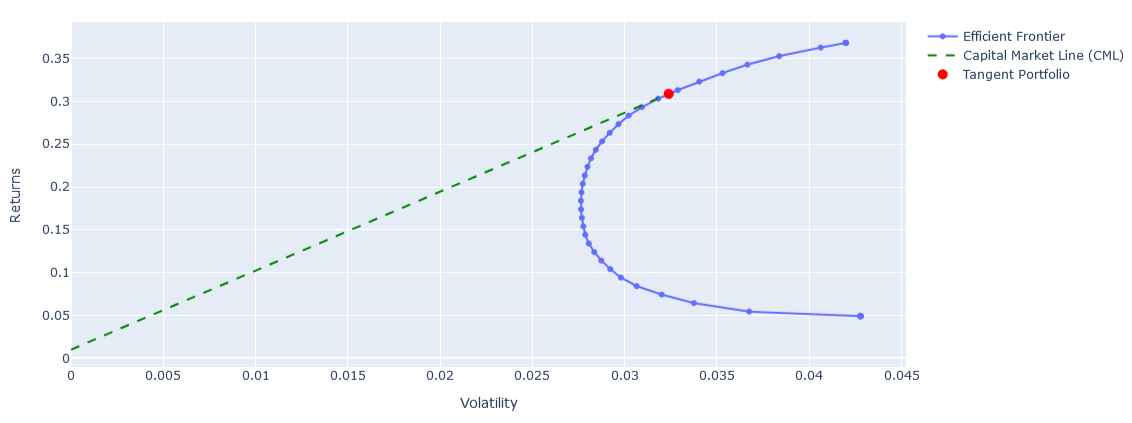 Efficient Frontier
Capital Market Line (CML)
Tangent Portfolio
0.35
0.3
0.25
0.2
0.15
0.1
0.05
0
Returns
0 0.005 0.01 0.015 0.02 0.025 0.03 0.035 0.04 0.045
Volatility